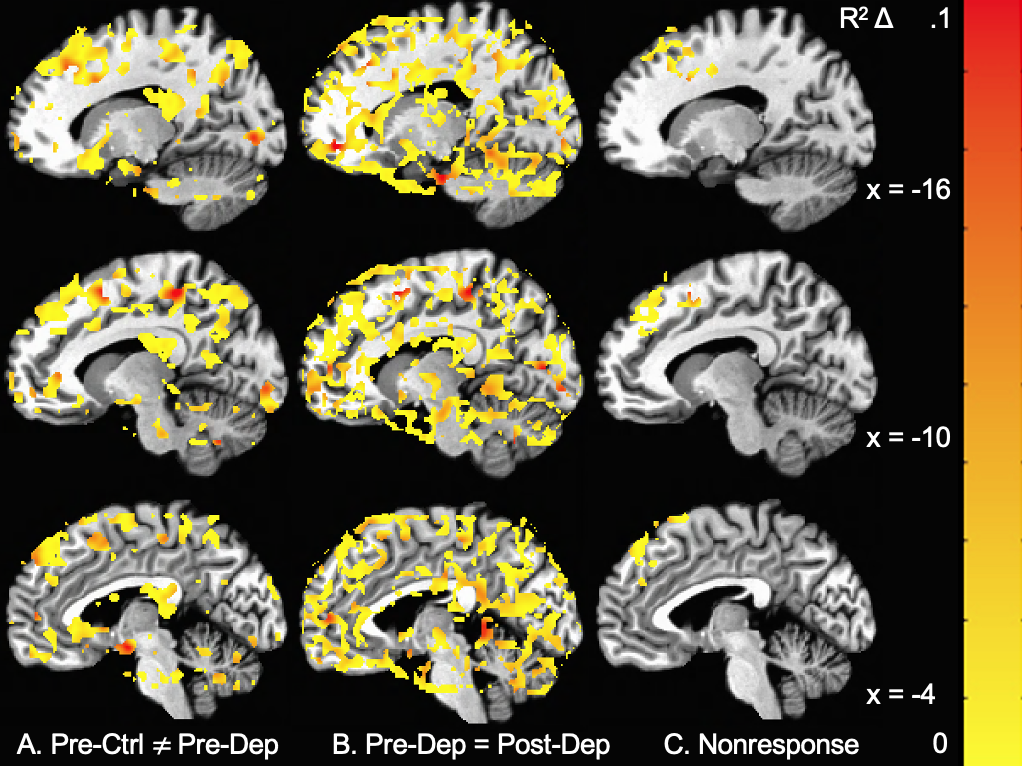 R² Δ .1
x = -16
x = -10
x = -4
A. Pre-Ctrl ≠ Pre-Dep B. Pre-Dep = Post-Dep C. Nonresponse 0